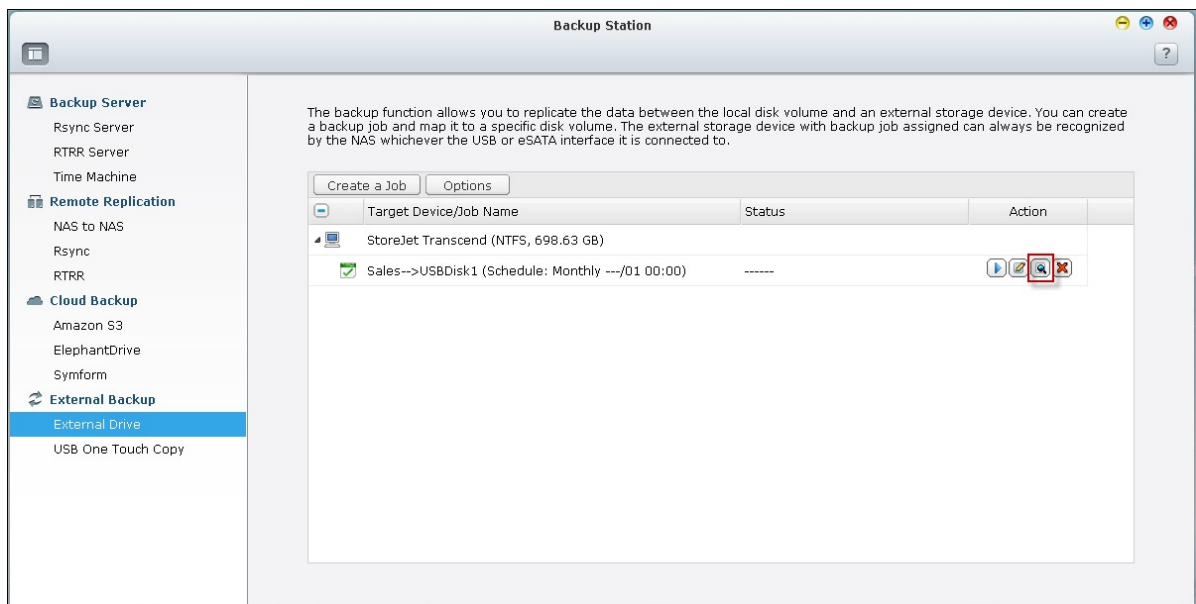 Backup Station
?
Backup Server
Rsync Server
RTRR Server
Time Machine
Remote Replication
NAS to NAS
Rsync
RTRR
Cloud Backup
Amazon S3
ElephantDrive
Symform
External Backup
External Drive
USB One Touch Copy
The backup function allows you to replicate the data between the local disk volume and an external storage device. You can create
a backup job and map it to a specific disk volume. The external storage device with backup job assigned can always be recognized
by the NAS whichever the USB or eSATA interface it is connected to.
Create a Job Options
Target Device/Job Name Status Action
StoreJet Transcend (NTFS, 698.63 GB)
Sales-->USBDisk1 (Schedule: Monthly ---/01 00:00) ------